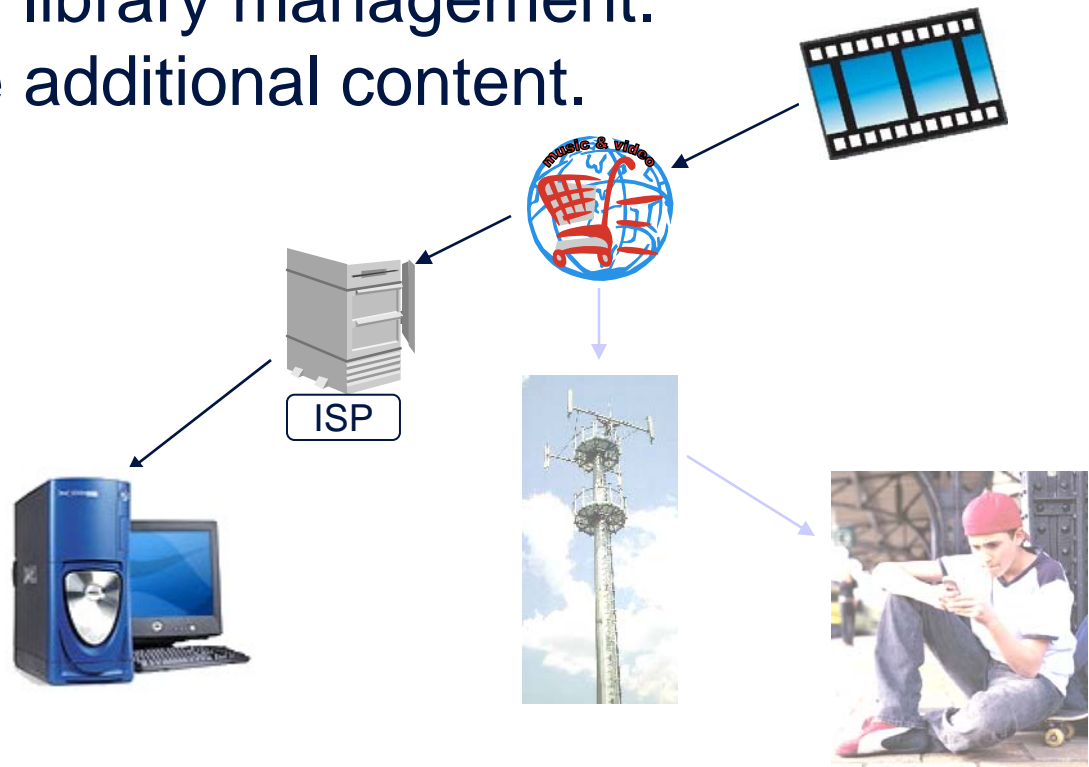 library management.
additional content.
music & video
ISP